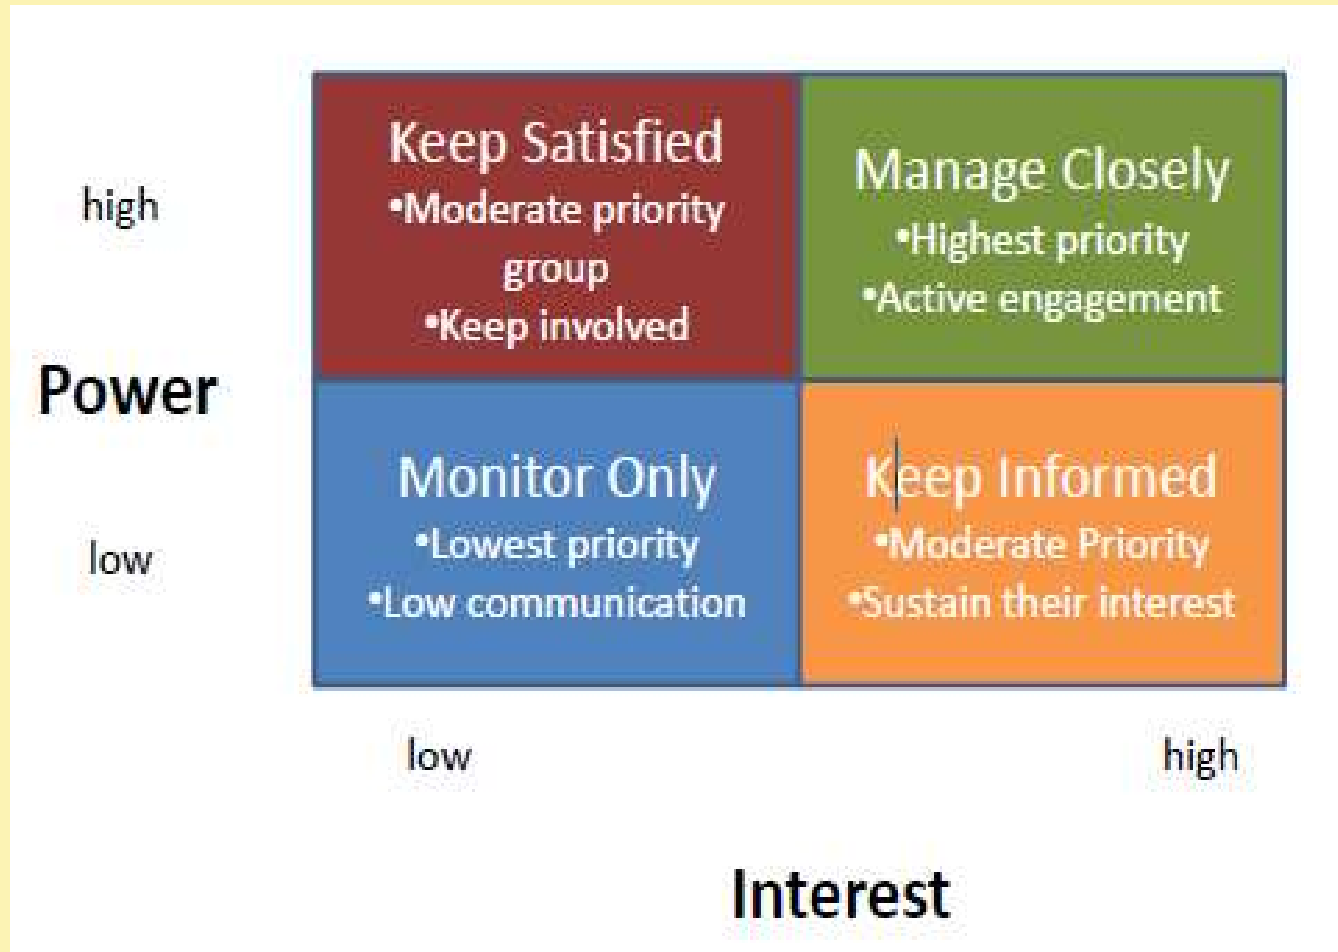 Keep Satisfied
•Moderate priority
group
•Keep involved
Manage Closely
•Highest priority
•Active engagement
high
Power
Monitor Only
•Lowest priority
•Low communication
Keep Informed
•Moderate Priority
•Sustain their interest
low
low
high
Interest